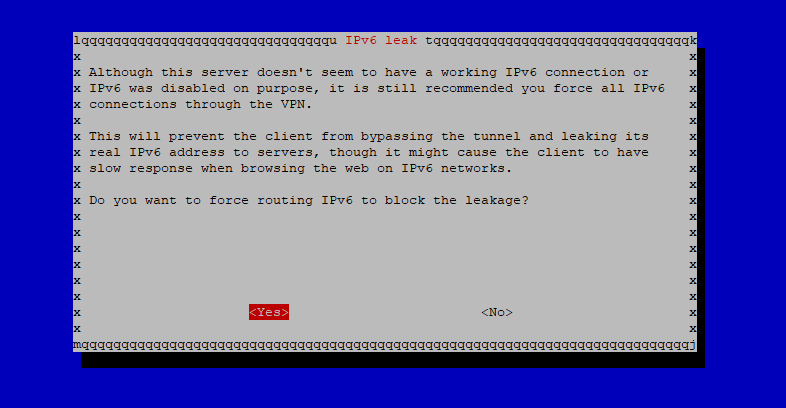 lqqqqqqqqqqqqqqqqqqqqqqqqqqqqqqqu IPv6 leak tqqqqqqqqqqqqqqqqqqqqqqqqqqqqqqqqk
x x
x Although this server doesn't seem to have a working IPv6 connection or x
x IPv6 was disabled on purpose, it is still recommended you force all IPv6 x
x connections through the VPN. x
x x
x This will prevent the client from bypassing the tunnel and leaking its x
x real IPv6 address to servers, though it might cause the client to have x
x slow response when browsing the web on IPv6 networks. x
x x
x Do you want to force routing IPv6 to block the leakage? x
x x
x x
x x
x x
x x
x x
x <Yes> <No> x
x x
mqqqqqqqqqqqqqqqqqqqqqqqqqqqqqqqqqqqqqqqqqqqqqqqqqqqqqqqqqqqqqqqqqqqqqqqqqqqqj